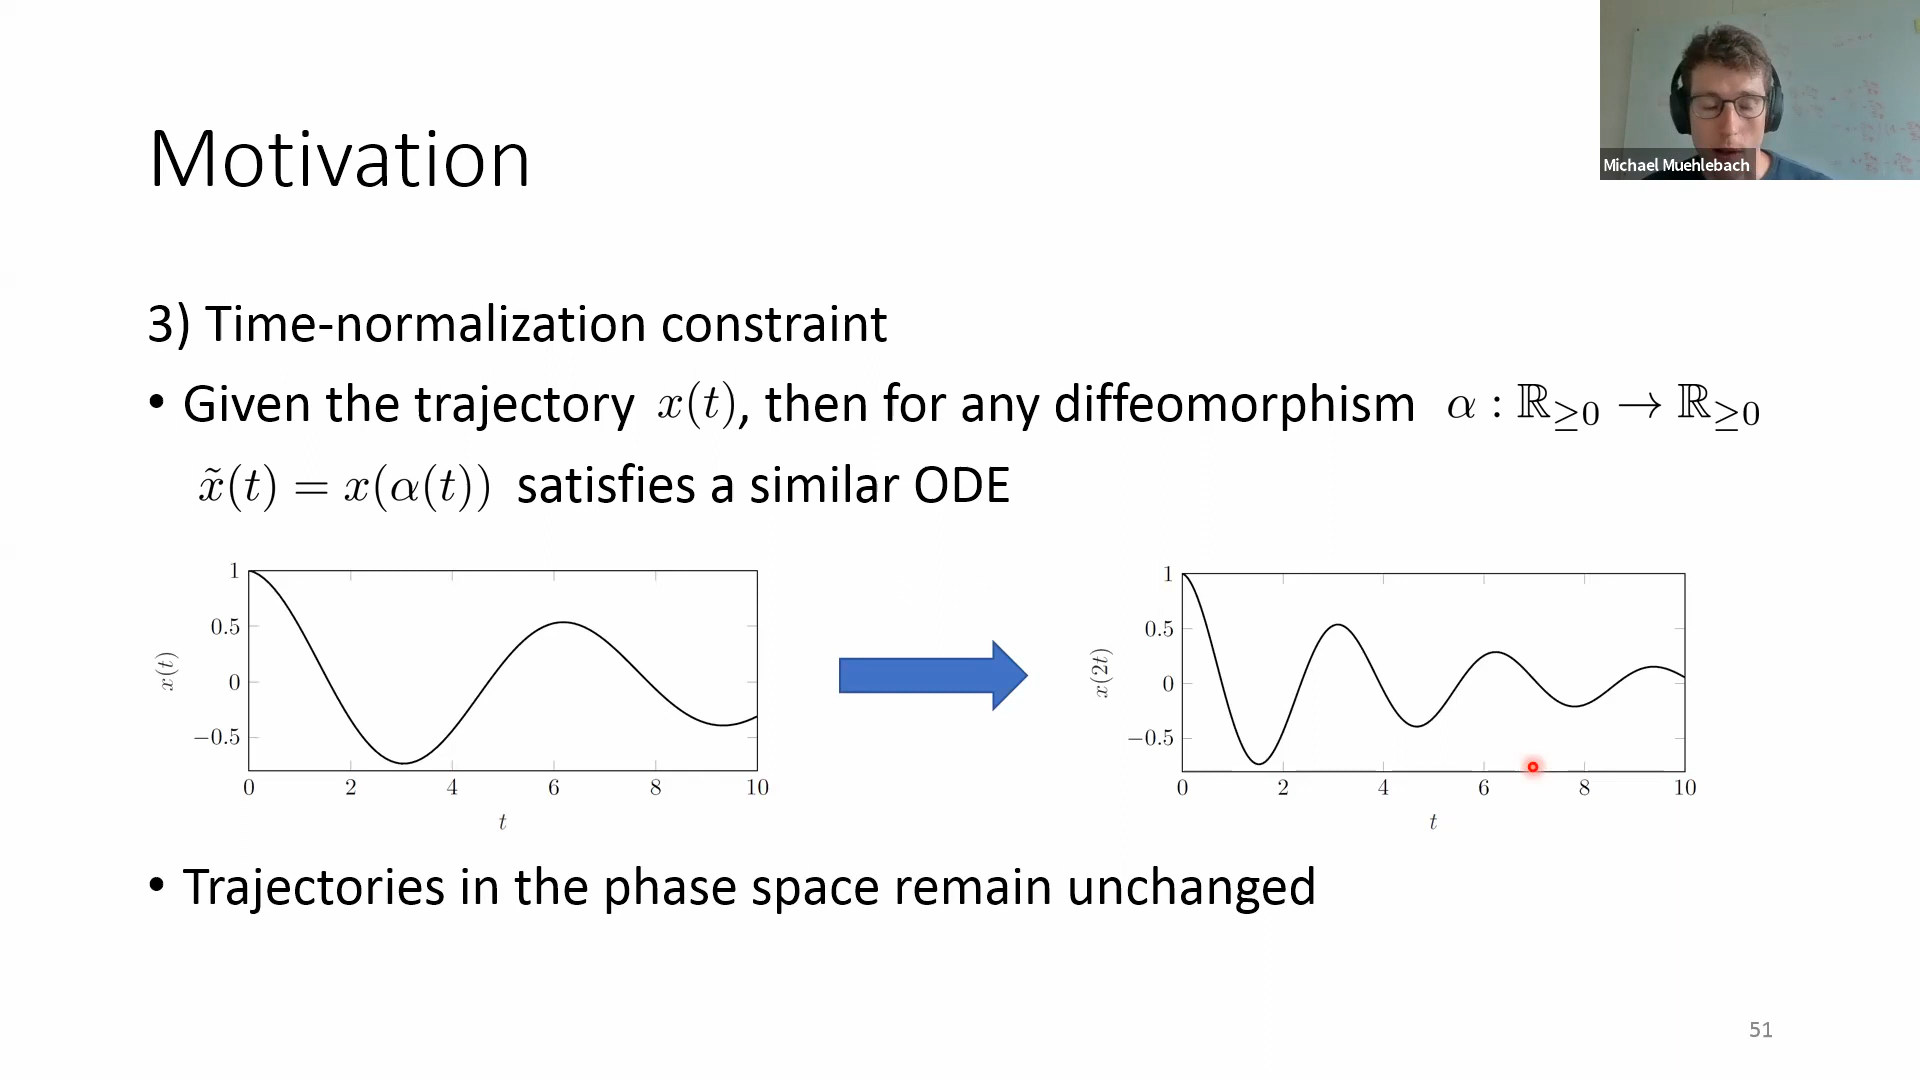 Michael Muehlebach
Motivation
3) Time-normalization constraint
• Given the trajectory x(t), then for any diffeomorphism α : ℝ≥0 → ℝ≥0
x̃(t) = x(α(t)) satisfies a similar ODE
1
0.5
0
−0.5
x(t)
0 2 4 6 8 10
t
1
0.5
0
−0.5
x(2t)
0 2 4 6 8 10
t
• Trajectories in the phase space remain unchanged
51